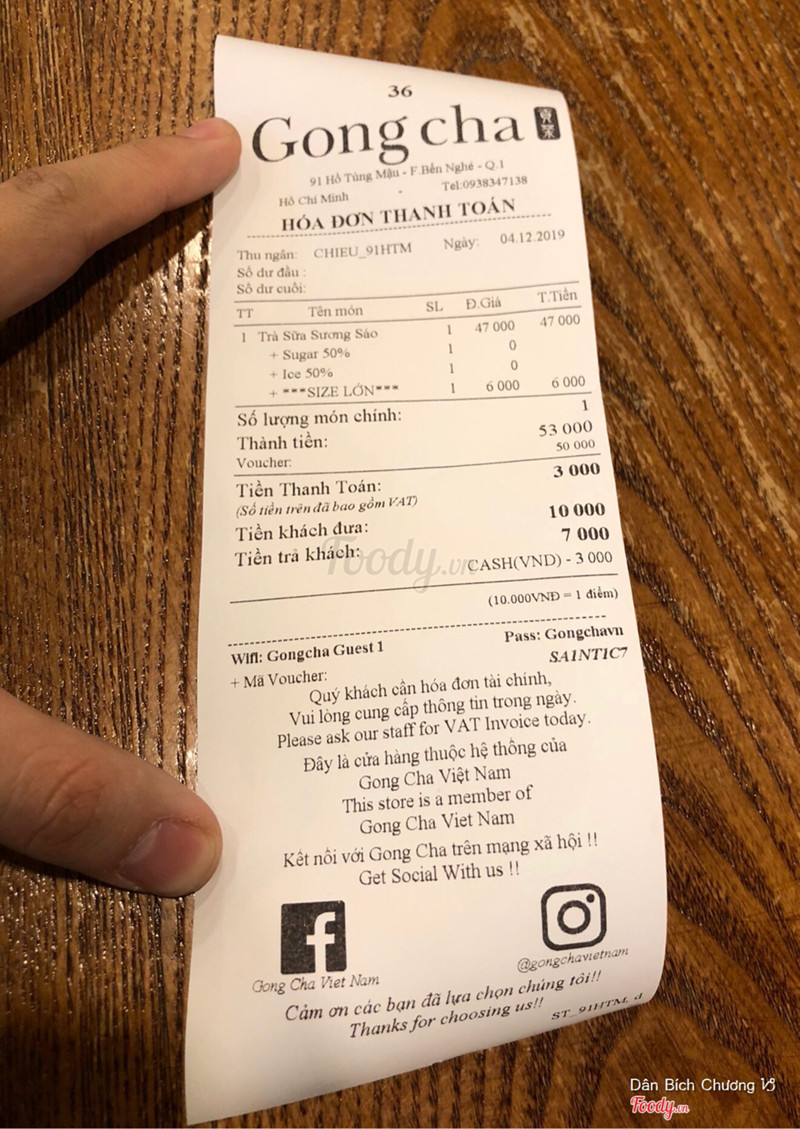 36
Gong cha 貢茶
91 Hồ Tùng Mậu - F.Bến Nghé - Q.1
Hồ Chí Minh - Tel:0938347138
HÓA ĐƠN THANH TOÁN
Thu ngân: CHIEU_91HTM Ngày: 04.12.2019
Số dư đầu :
Số dư cuối:
TT Tên món SL Đ.Giá T.Tiền
1 Trà Sữa Sương Sáo 1 47 000 47 000
+ Sugar 50% 1 0
+ Ice 50% 1 0
+ ***SIZE LỚN*** 1 6 000 6 000
Số lượng món chính: 1
Thành tiền: 53 000
Voucher: 50 000
Tiền Thanh Toán: 3 000
(Số tiền trên đã bao gồm VAT)
Tiền khách đưa: 10 000
Tiền trả khách: 7 000
CASH(VND) - 3 000
Foody.vn
(10.000VNĐ = 1 điểm)
Wifi: Gongcha Guest 1 Pass: Gongchavn
+ Mã Voucher: SA1NT1C7
Quý khách cần hóa đơn tài chính,
Vui lòng cung cấp thông tin trong ngày.
Please ask our staff for VAT Invoice today.
Đây là cửa hàng thuộc hệ thống của
Gong Cha Việt Nam
This store is a member of
Gong Cha Viet Nam
Kết nối với Gong Cha trên mạng xã hội !!
Get Social With us !!
Gong Cha Viet Nam @gongchavietnam
Cảm ơn các bạn đã lựa chọn chúng tôi!!
Thanks for choosing us!!
ST_91HTM_d
Dân Bích Chương
Foody.vn